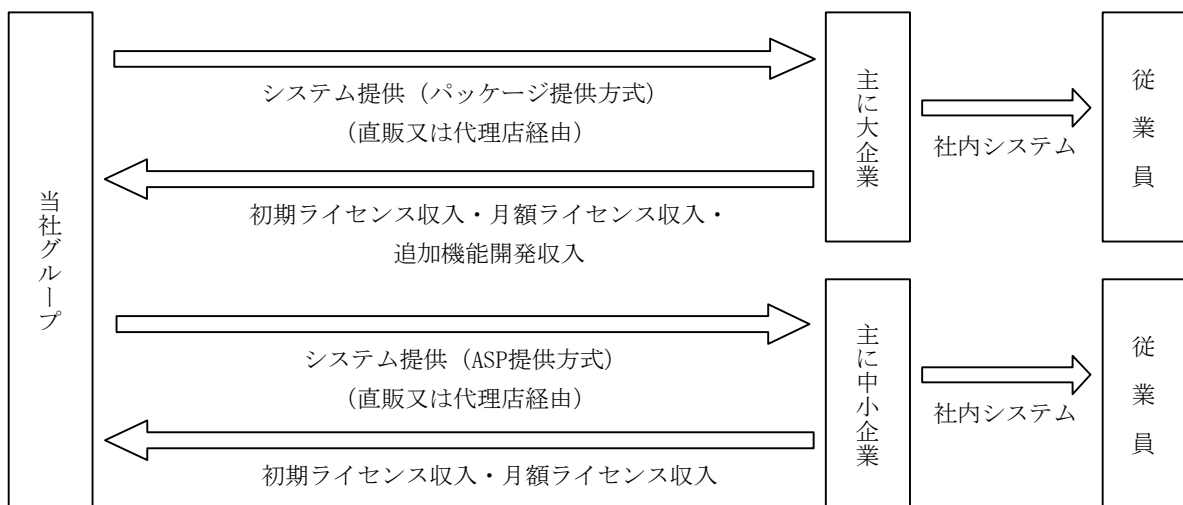 当社グループ
システム提供（パッケージ提供方式）
（直販又は代理店経由）
初期ライセンス収入・月額ライセンス収入・
追加機能開発収入
主に大企業
社内システム
従業員
システム提供（ASP提供方式）
（直販又は代理店経由）
初期ライセンス収入・月額ライセンス収入
主に中小企業
社内システム
従業員